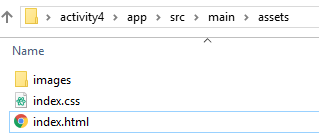 activity4 > app > src > main > assets
Name
images
index.css
index.html